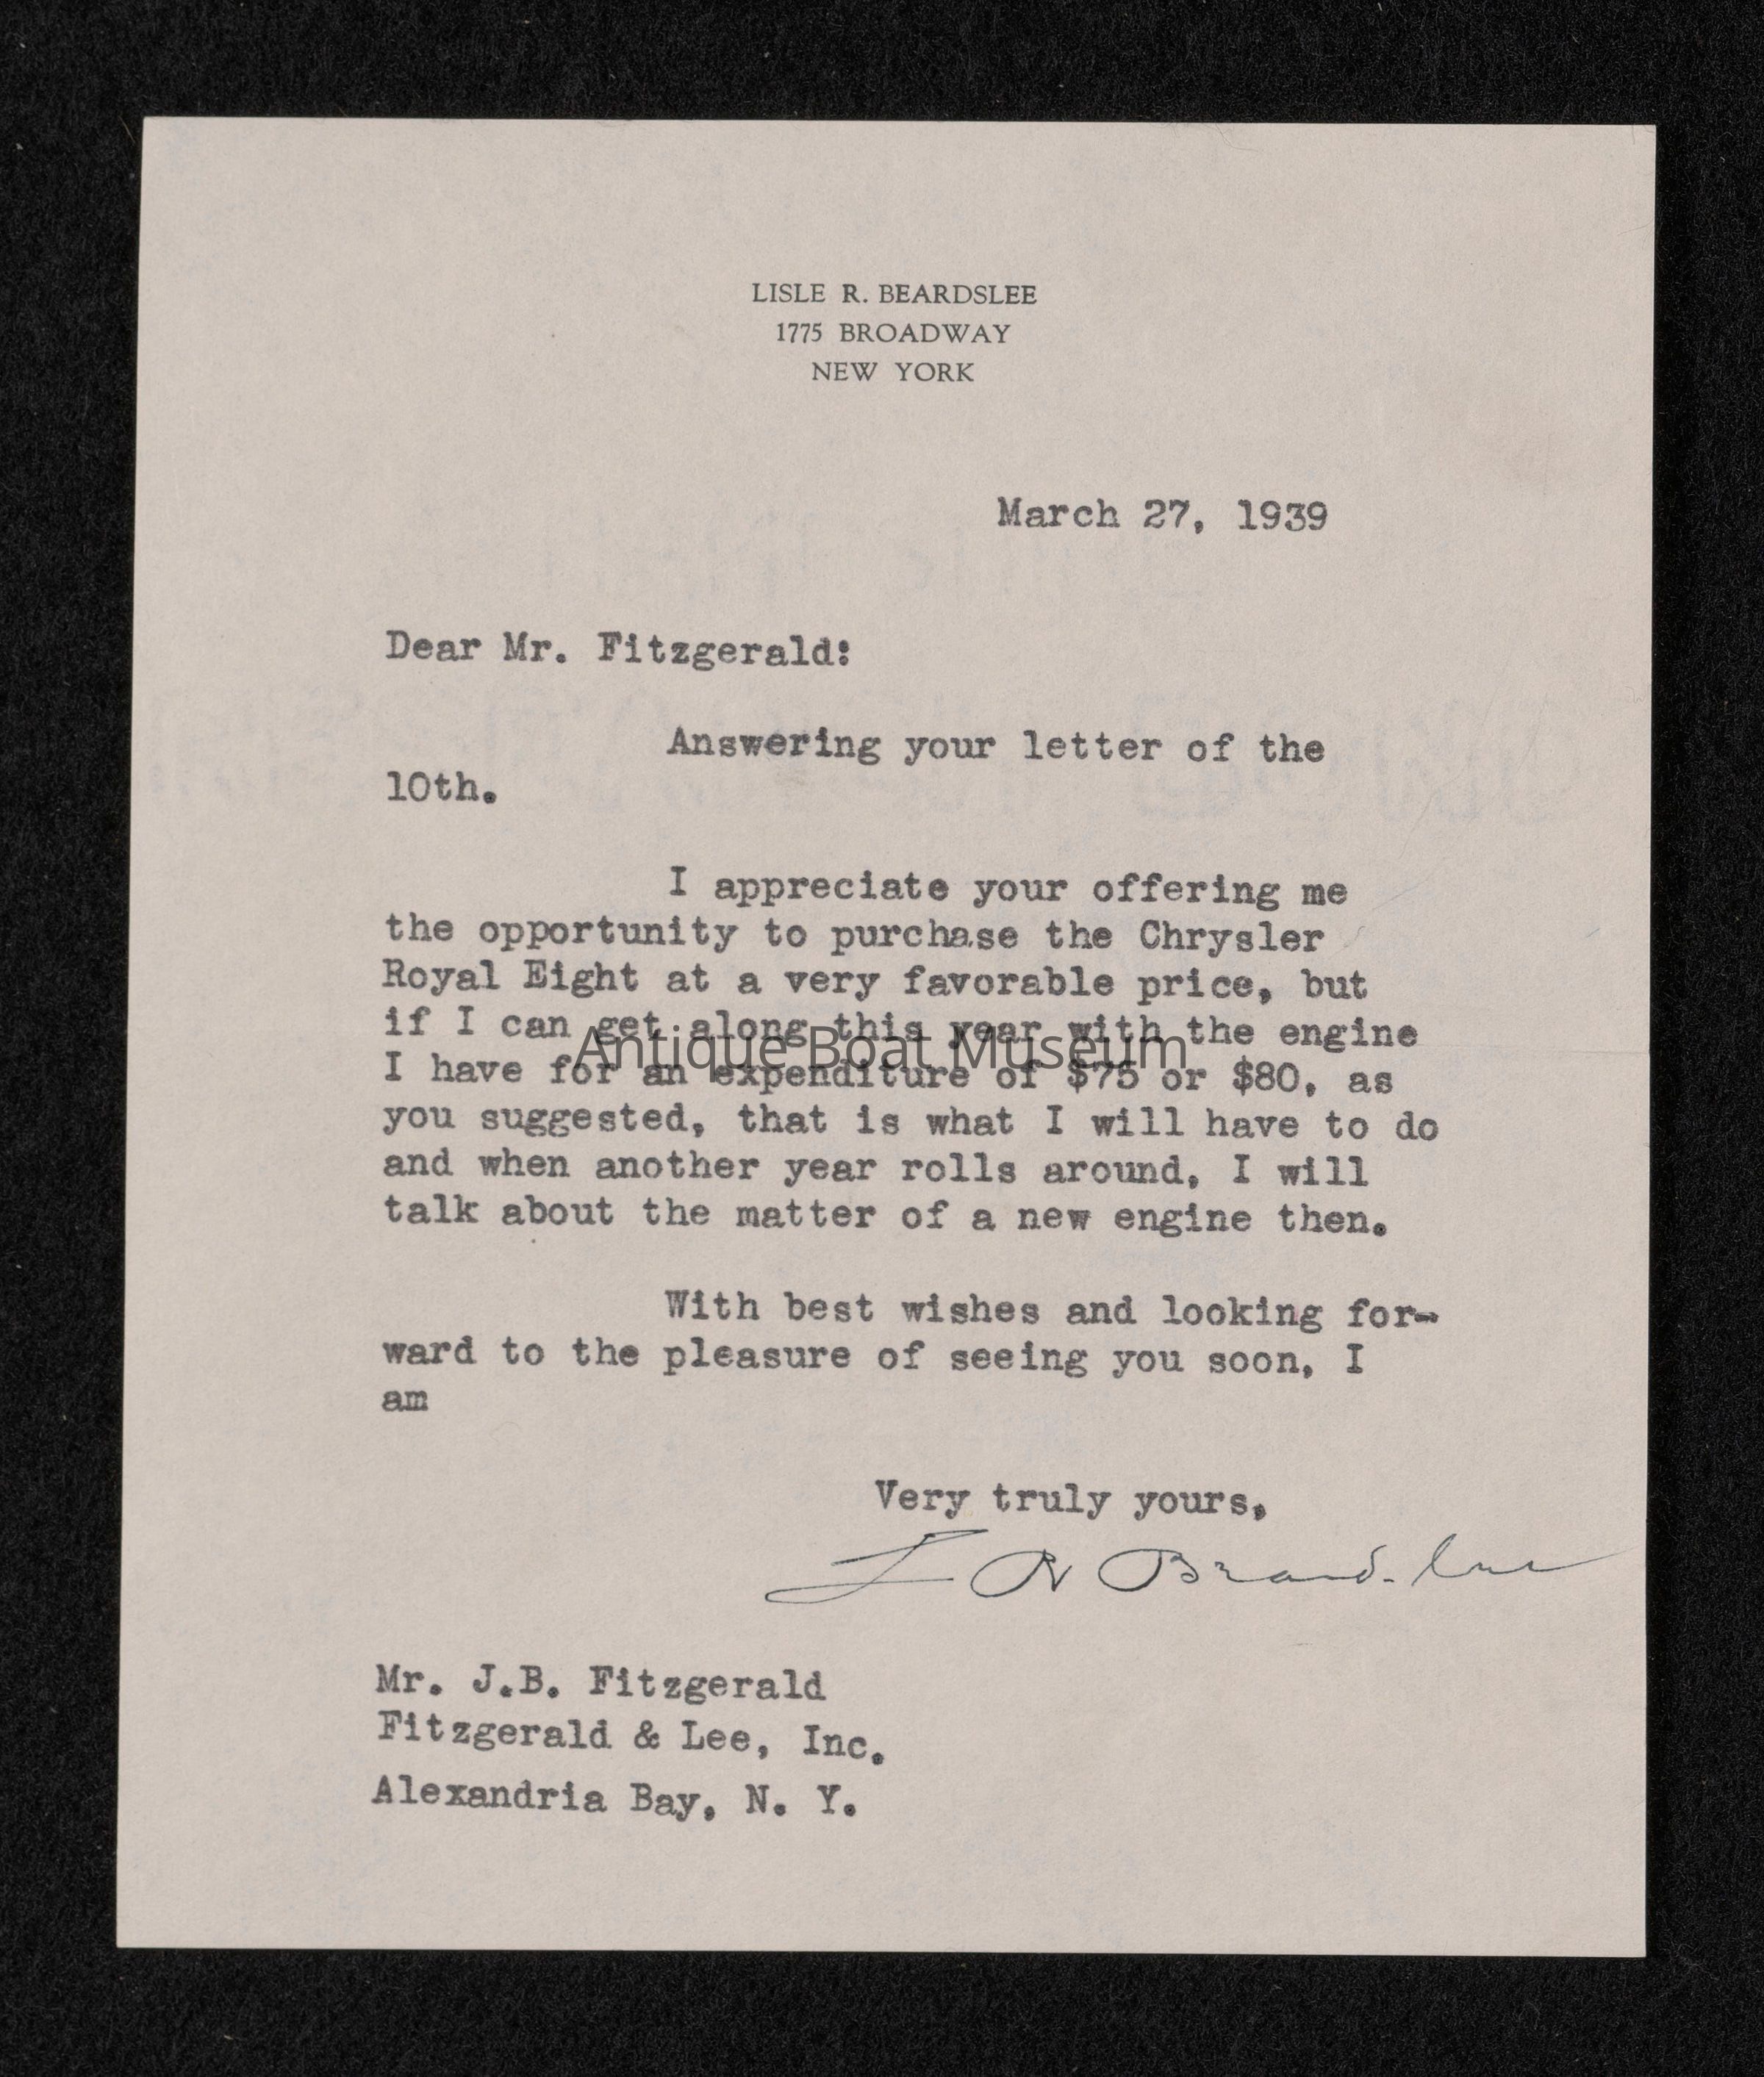 LISLE R. BEARDSLEE
1775 BROADWAY
NEW YORK
March 27, 1939
Dear Mr. Fitzgerald:
Answering your letter of the
10th.
I appreciate your offering me
the opportunity to purchase the Chrysler
Royal Eight at a very favorable price, but
if I can get along this year with the engine
Antique Boat Museum
I have for an expenditure of $75 or $80, as
you suggested, that is what I will have to do
and when another year rolls around, I will
talk about the matter of a new engine then.
With best wishes and looking for-
ward to the pleasure of seeing you soon, I
am
Very truly yours,
L R Beardslee
Mr. J.B. Fitzgerald
Fitzgerald & Lee, Inc.
Alexandria Bay, N. Y.